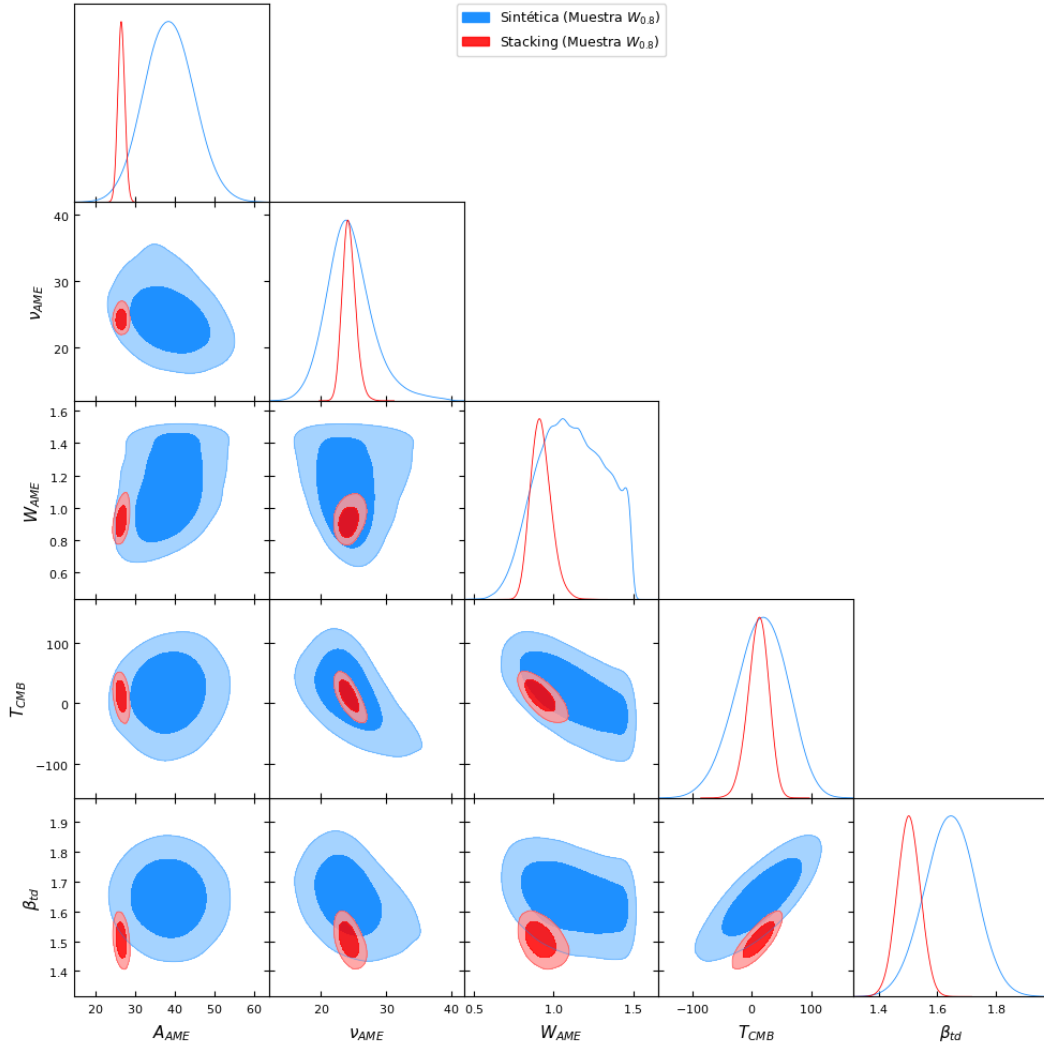 Sintética (Muestra W0.8)
Stacking (Muestra W0.8)
40
30
20
νAME
1.6
1.4
1.2
1.0
0.8
0.6
WAME
100
0
−100
TCMB
1.9
1.8
1.7
1.6
1.5
1.4
βtd
20 30 40 50 60
20 30 40
0.5 1.0 1.5
−100 0 100
1.4 1.6 1.8
AAME
νAME
WAME
TCMB
βtd